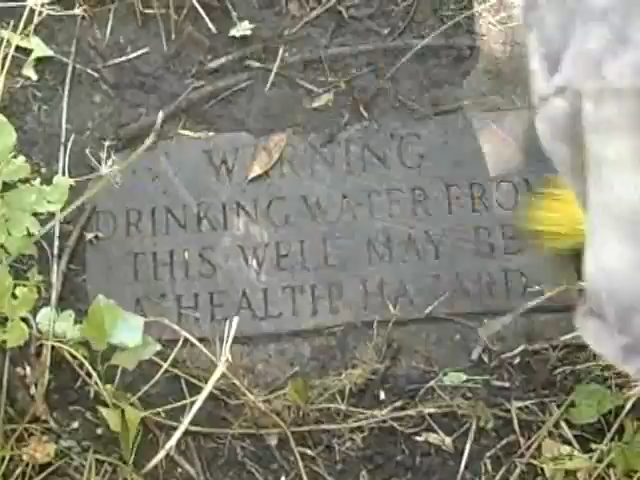 WARNING
DRINKING WATER FROM
THIS WELL MAY BE
A HEALTH HAZARD